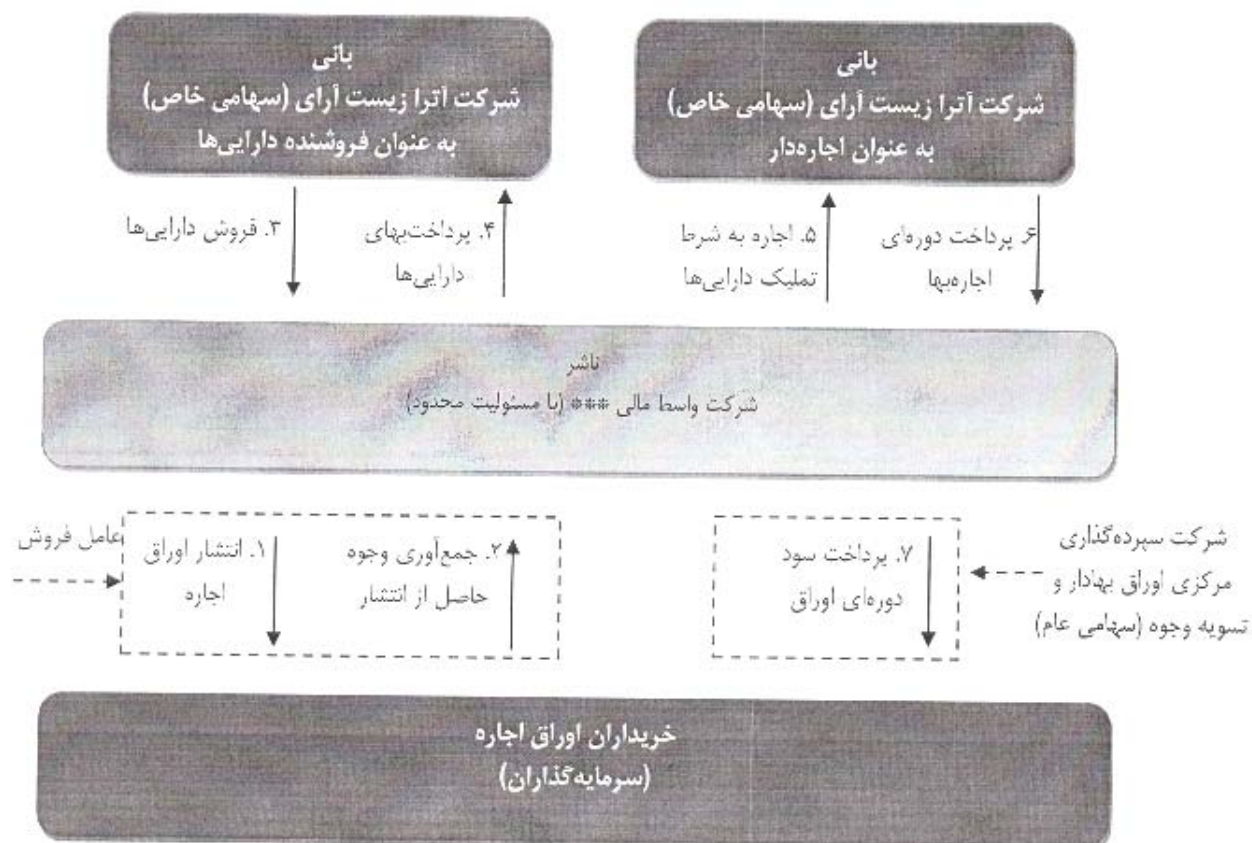 بانی
شرکت آترا زیست آرای (سهامی خاص)
به عنوان اجاره‌دار
بانی
شرکت آترا زیست آرای (سهامی خاص)
به عنوان فروشنده دارایی‌ها
۶. پرداخت دوره‌ای
اجاره‌بها
۵. اجاره به شرط
تملیک دارایی‌ها
۴. پرداخت‌بهای
دارایی‌ها
۳. فروش دارایی‌ها
ناشر
شرکت واسط مالی *** (با مسئولیت محدود)
شرکت سپرده‌گذاری
مرکزی اوراق بهادار و
تسویه وجوه (سهامی عام)
۷. پرداخت سود
دوره‌ای اوراق
۲. جمع‌آوری وجوه
حاصل از انتشار
۱. انتشار اوراق
اجاره
عامل فروش
خریداران اوراق اجاره
(سرمایه‌گذاران)